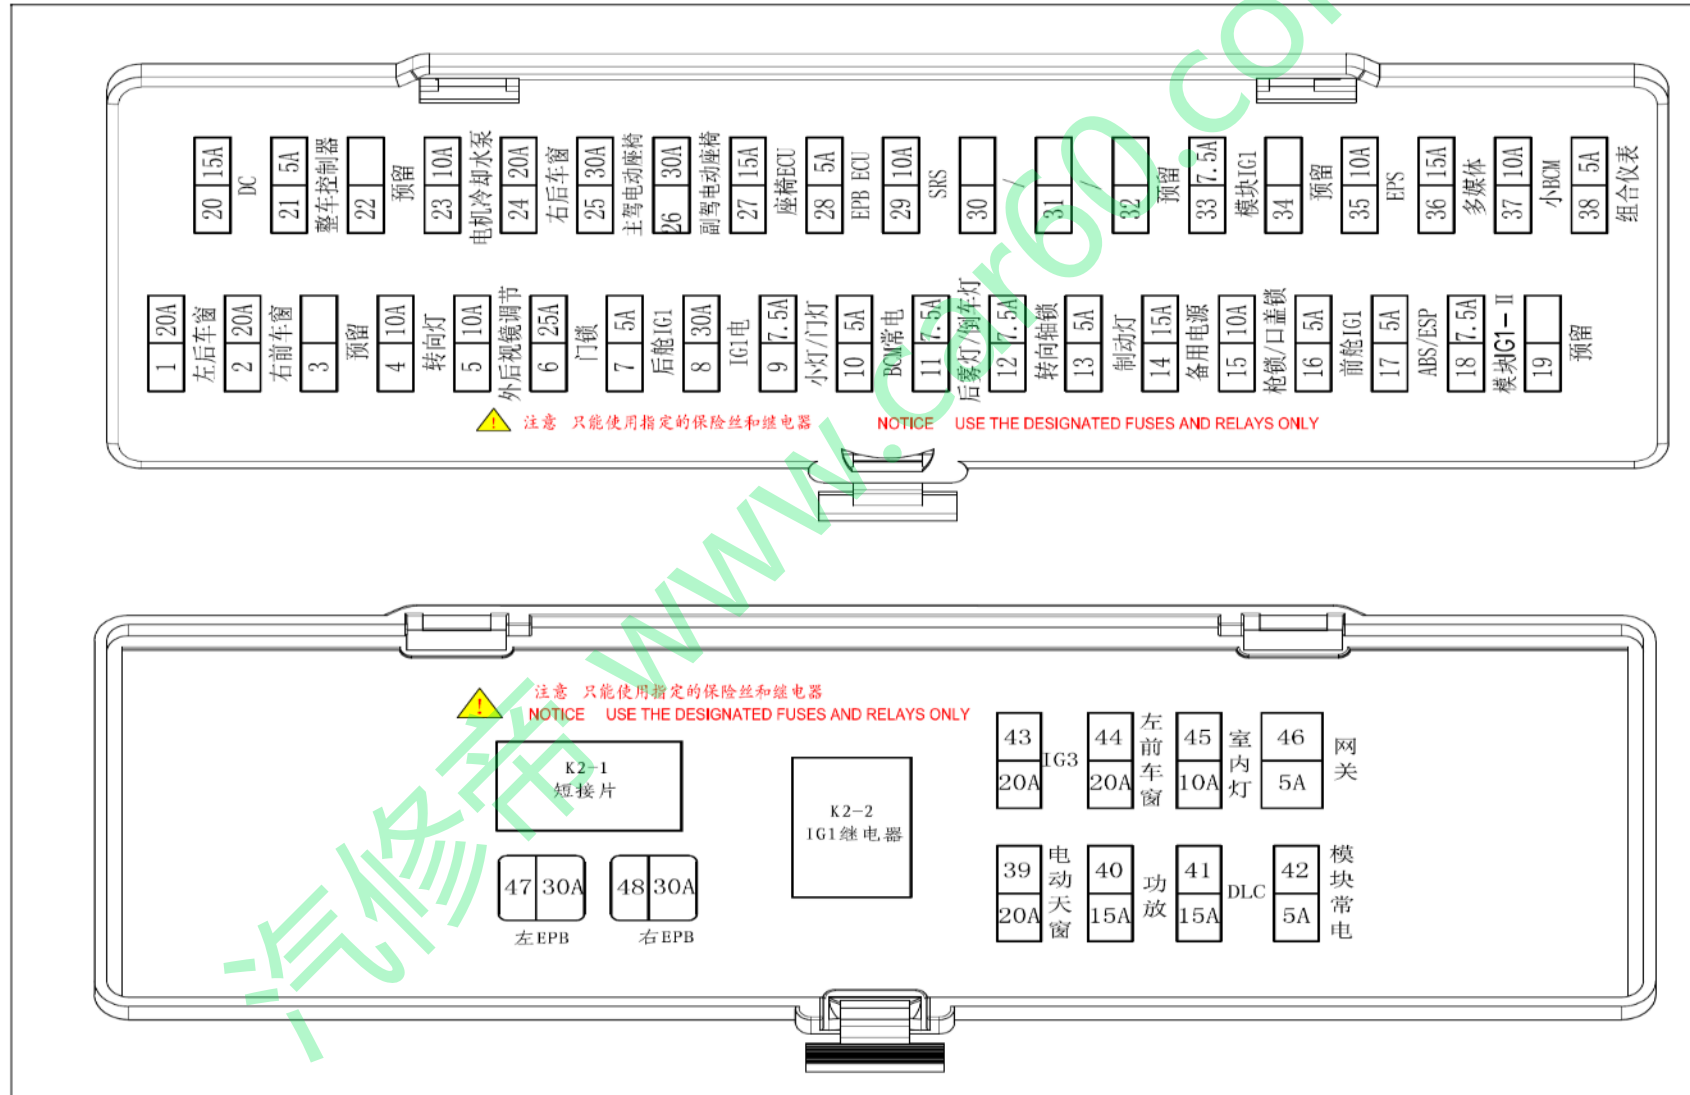 20 15A DC
21 5A 整车控制器
22 预留
23 10A 电机冷却水泵
24 20A 右后车窗
25 30A 主驾电动座椅
26 30A 副驾电动座椅
27 15A 座椅ECU
28 5A EPB ECU
29 10A SRS
30 /
31 /
32 预留
33 7.5A 模块IG1
34 预留
35 10A EPS
36 15A 多媒体
37 10A 小BCM
38 5A 组合仪表
1 20A 左后车窗
2 20A 右前车窗
3 预留
4 10A 转向灯
5 10A 外后视镜调节
6 25A 门锁
7 5A 后舱IG1
8 30A IG1电
9 7.5A 小灯/门灯
10 5A BCM常电
11 7.5A 后雾灯/倒车灯
12 7.5A 转向轴锁
13 5A 制动灯
14 15A 备用电源
15 10A 枪锁/口盖锁
16 5A 前舱IG1
17 5A ABS/ESP
18 7.5A 模块IG1-Ⅱ
19 预留
注意 只能使用指定的保险丝和继电器 NOTICE USE THE DESIGNATED FUSES AND RELAYS ONLY
注意 只能使用指定的保险丝和继电器
NOTICE USE THE DESIGNATED FUSES AND RELAYS ONLY
K2-1
短接片
K2-2
IG1继电器
43 20A IG3
44 20A 左前车窗
45 10A 室内灯
46 5A 网关
47 30A 左EPB
48 30A 右EPB
39 20A 电动天窗
40 15A 功放
41 15A DLC
42 5A 模块常电
汽修帝 www.car60.co